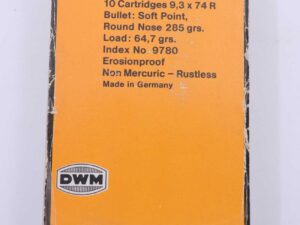 10 Cartridges 9,3 x 74 R
Bullet: Soft Point,
Round Nose 285 grs.
Load: 64,7 grs.
Index No 9780
Erosionproof
Non Mercuric – Rustless
Made in Germany
DWM